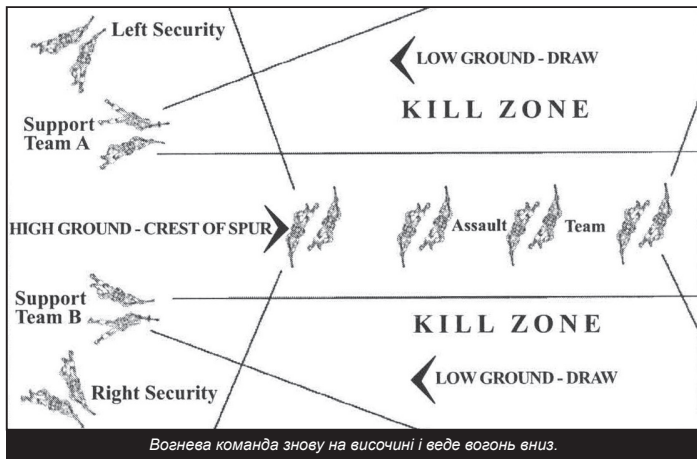 Left Security
LOW GROUND - DRAW
KILL ZONE
Support
Team A
HIGH GROUND - CREST OF SPUR
Assault Team
Support
Team B
KILL ZONE
LOW GROUND - DRAW
Right Security
Вогнева команда знову на височині і веде вогонь вниз.